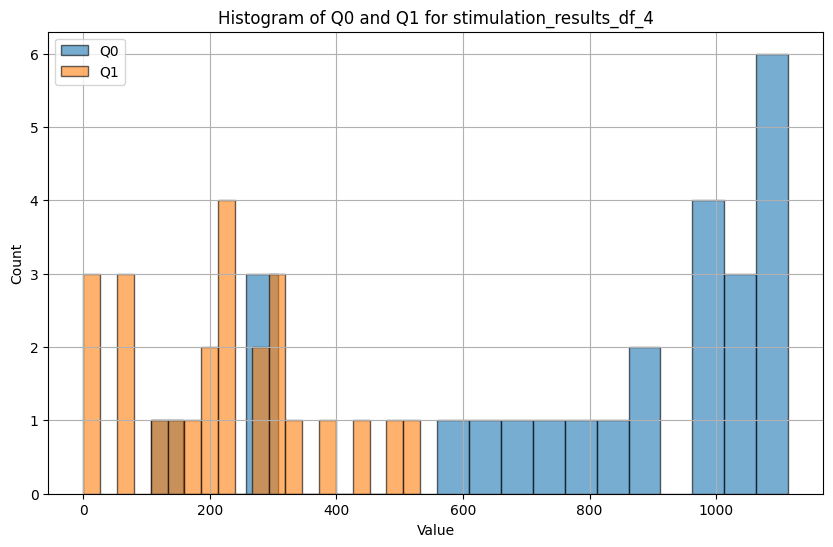 Histogram of Q0 and Q1 for stimulation_results_df_4
Q0
Q1
6
5
4
3
2
1
0
Count
0 200 400 600 800 1000
Value